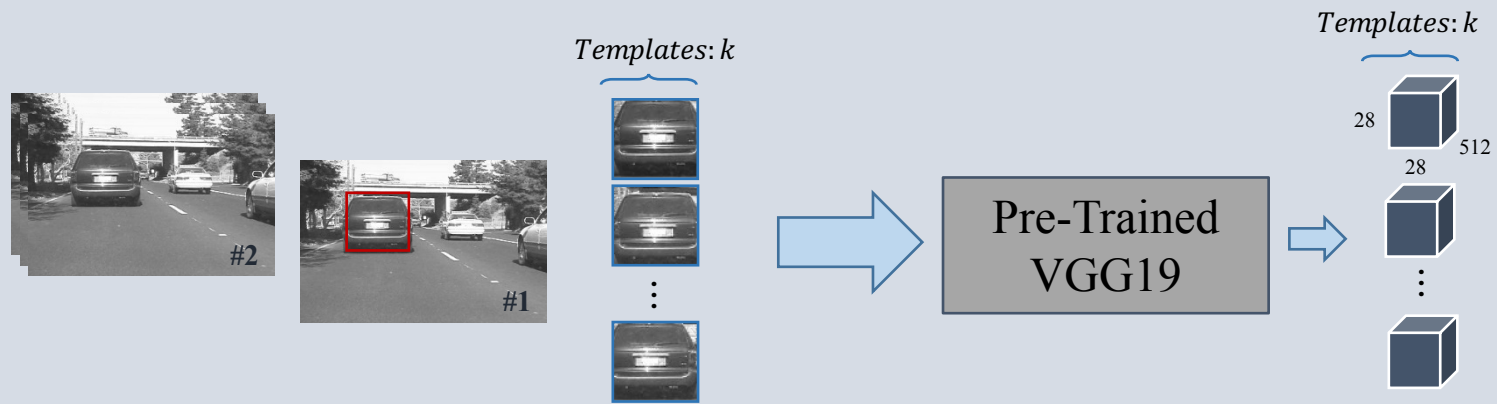 #2
#1
Templates: k
⋮
Pre-Trained
VGG19
Templates: k
28
512
28
⋮